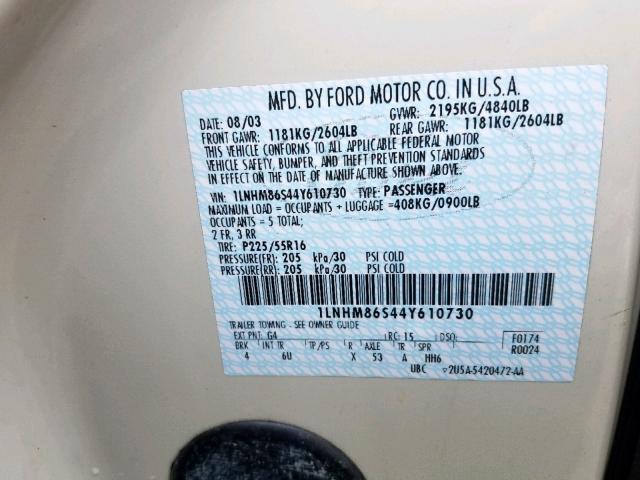 MFD. BY FORD MOTOR CO. IN U.S.A.
DATE: 08/03 GVWR: 2195KG/4840LB
FRONT GAWR: 1181KG/2604LB REAR GAWR: 1181KG/2604LB
THIS VEHICLE CONFORMS TO ALL APPLICABLE FEDERAL MOTOR
VEHICLE SAFETY, BUMPER, AND THEFT PREVENTION STANDARDS
IN EFFECT ON THE DATE OF MANUFACTURE SHOWN ABOVE.
VIN: 1LNHM86S44Y610730 TYPE: PASSENGER
MAXIMUM LOAD = OCCUPANTS + LUGGAGE =408KG/0900LB
OCCUPANTS = 5 TOTAL;
2 FR, 3 RR
TIRE: P225/55R16
PRESSURE(FR): 205 kPa/30 PSI COLD
PRESSURE(RR): 205 kPa/30 PSI COLD
1LNHM86S44Y610730
TRAILER TOWING - SEE OWNER GUIDE
EXT PNT: G4 RC: 15 DSO: F0174
BRK INT TR TP/PS R AXLE TR SPR R0024
4 6U X 53 A HH6
UBC ▽2U5A-5420472-AA